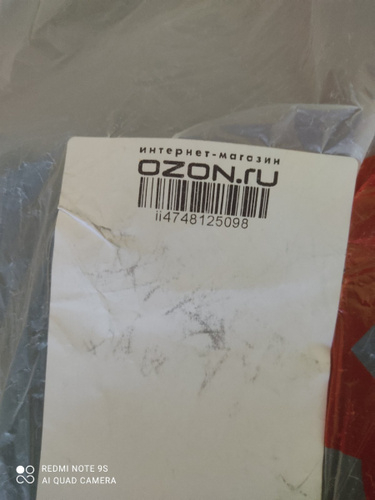 интернет-магазин
OZON.ru
ii4748125098
REDMI NOTE 9S
AI QUAD CAMERA